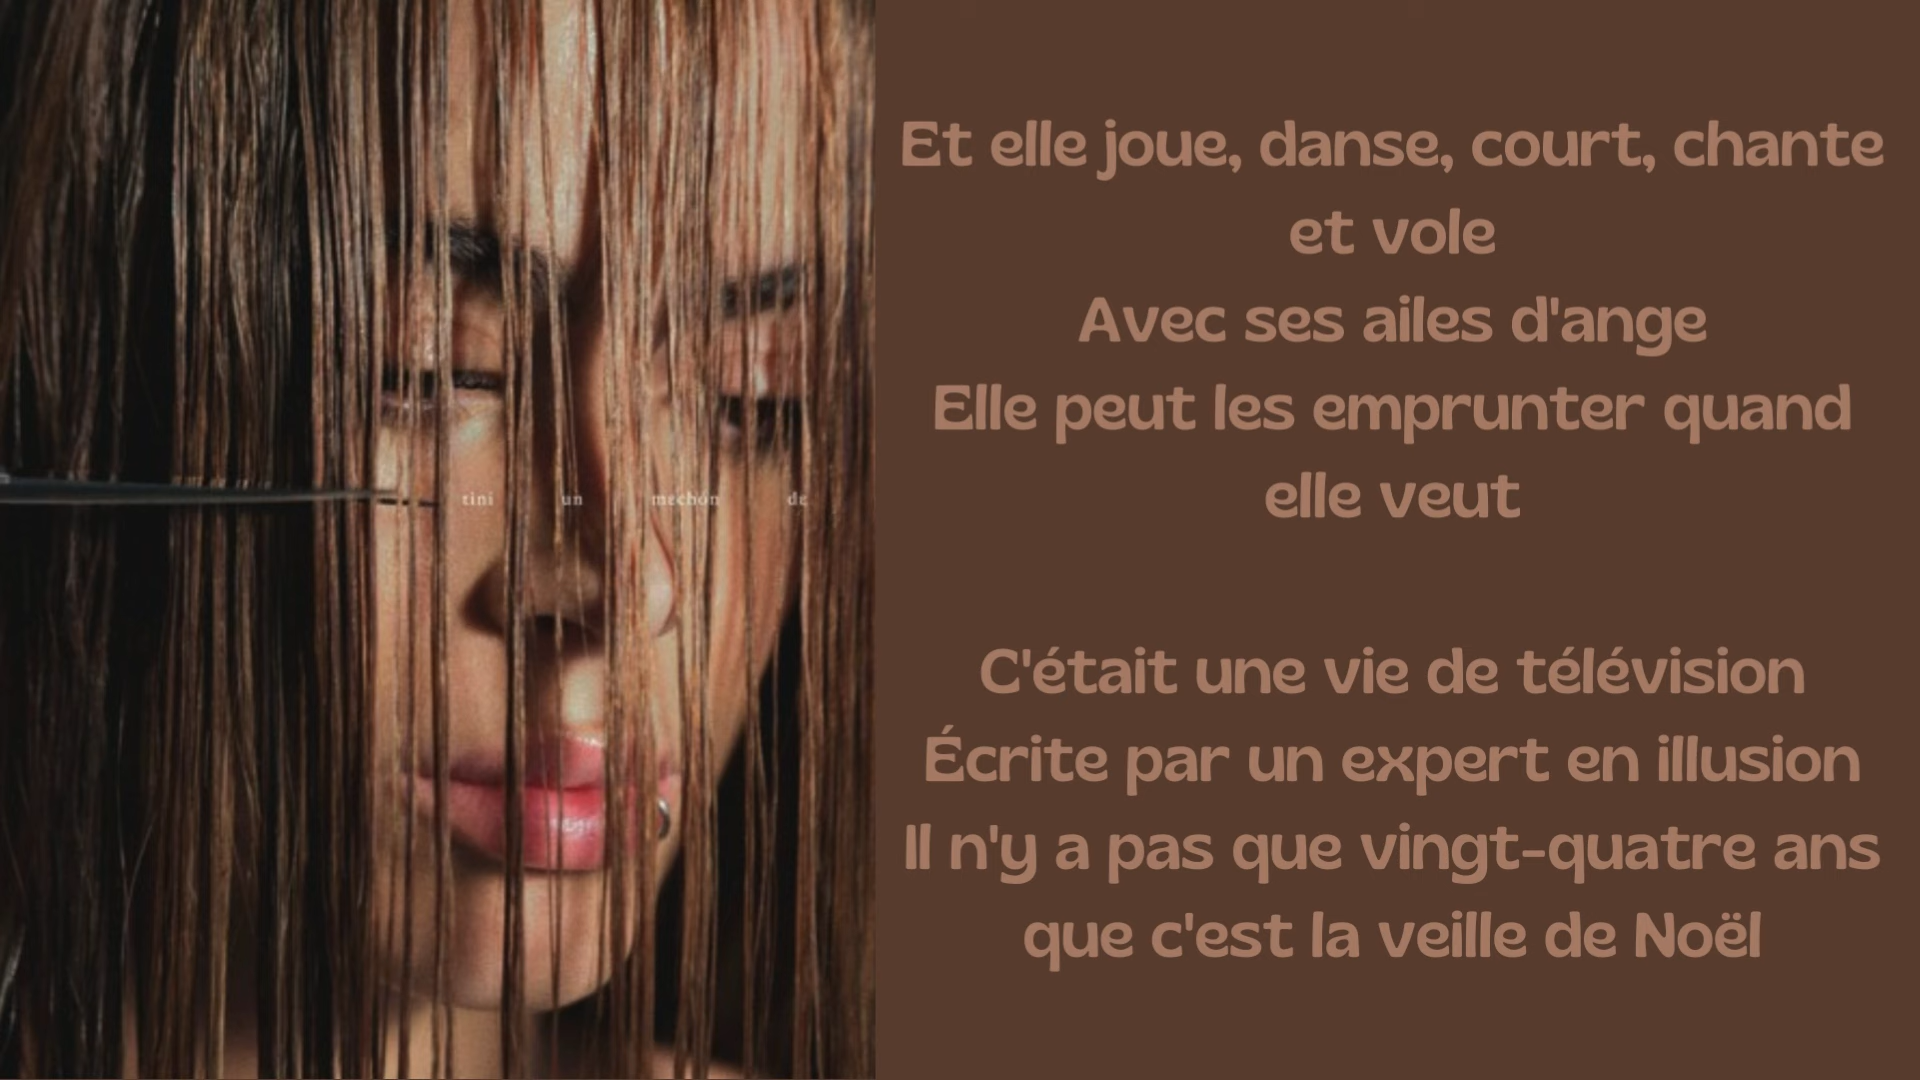 tini un mechón de
Et elle joue, danse, court, chante
et vole
Avec ses ailes d'ange
Elle peut les emprunter quand
elle veut
C'était une vie de télévision
Écrite par un expert en illusion
Il n'y a pas que vingt-quatre ans
que c'est la veille de Noël